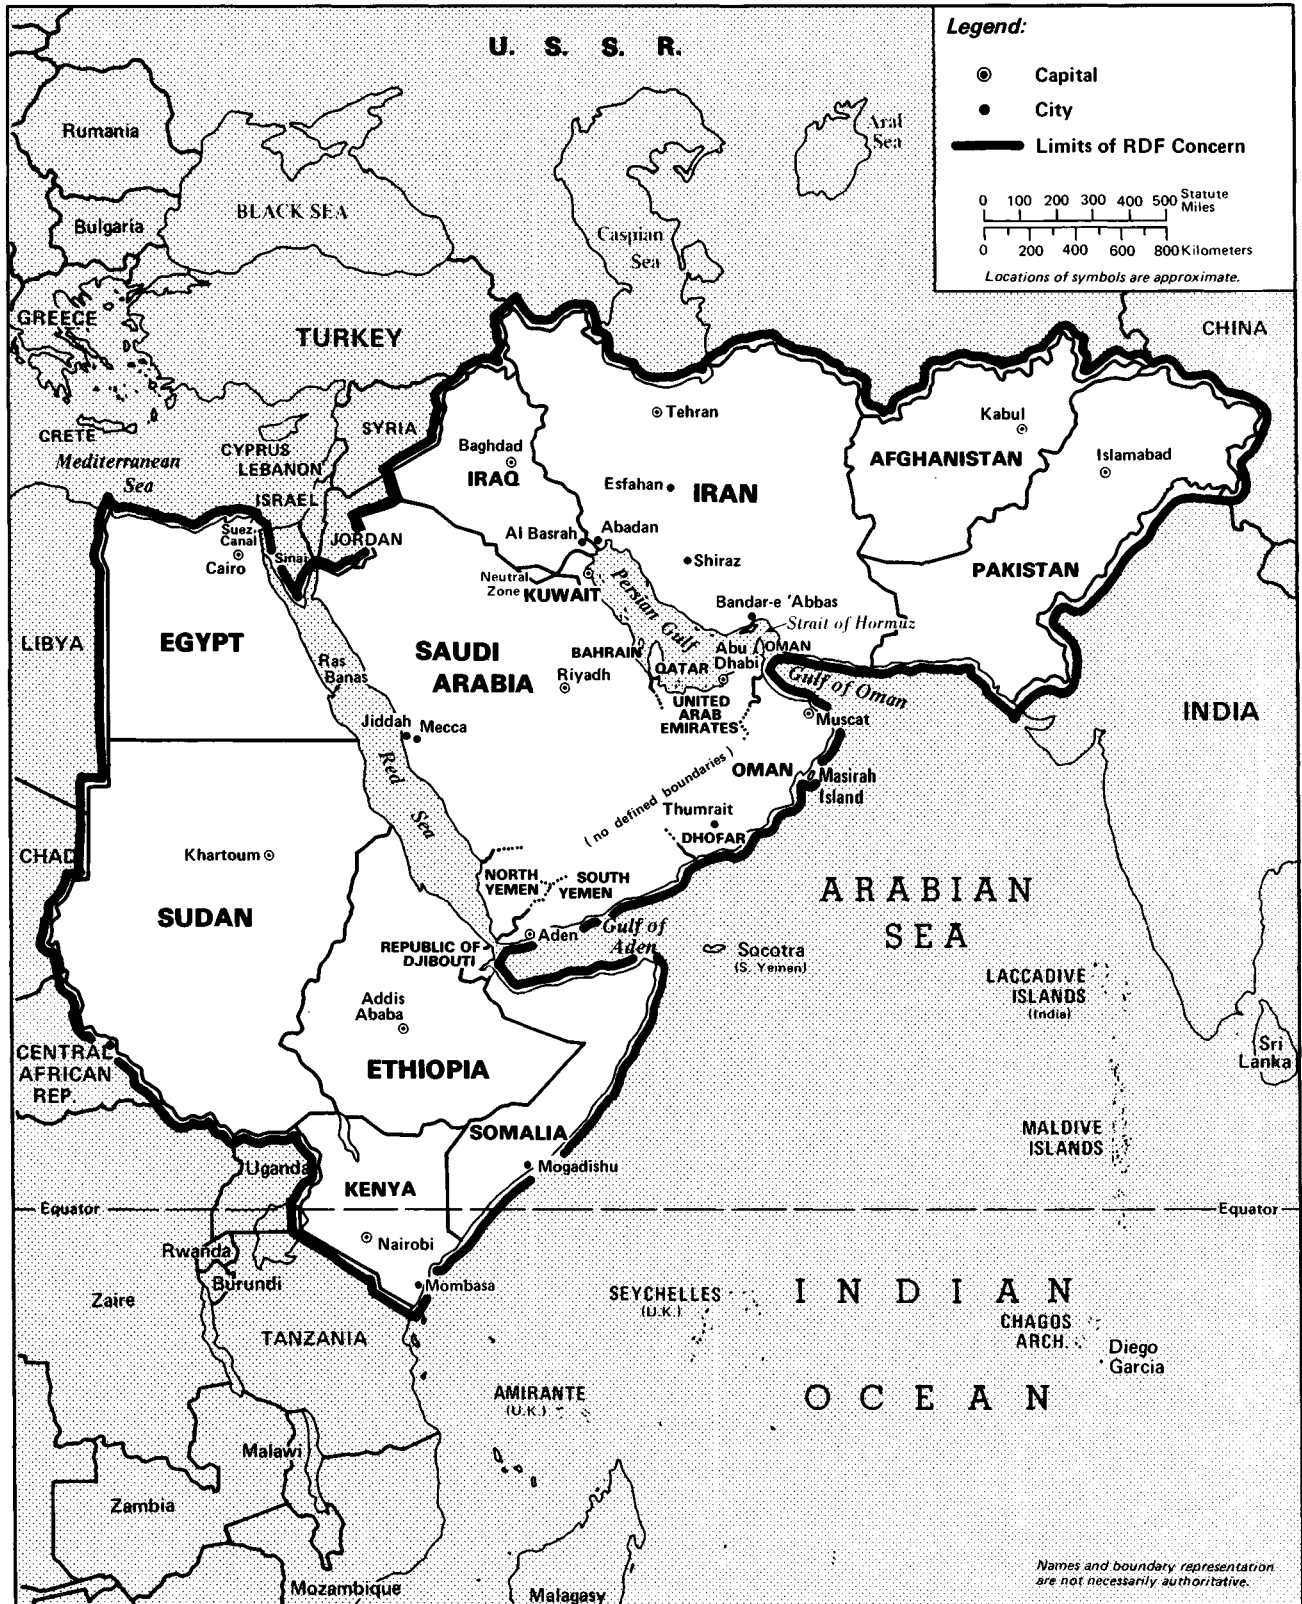 Legend:
Capital
City
Limits of RDF Concern
0 100 200 300 400 500 Statute
Miles
0 200 400 600 800 Kilometers
Locations of symbols are approximate.
U. S. S. R.
Rumania
Aral
Sea
BLACK SEA
Bulgaria
Caspian
Sea
GREECE
TURKEY
CHINA
Tehran
Kabul
CRETE
SYRIA
CYPRUS
Baghdad
Islamabad
Mediterranean
Sea
LEBANON
IRAQ
AFGHANISTAN
Esfahan
IRAN
ISRAEL
Suez
Canal
JORDAN
Al Basrah
Abadan
Cairo
Sinai
Shiraz
PAKISTAN
Neutral
Zone
KUWAIT
Persian Gulf
Bandar-e 'Abbas
Strait of Hormuz
LIBYA
EGYPT
SAUDI
ARABIA
BAHRAIN
QATAR
Abu
Dhabi
OMAN
Ras
Banas
Riyadh
Gulf of Oman
UNITED
ARAB
EMIRATES
INDIA
Jiddah
Mecca
Muscat
Red
Sea
(no defined boundaries)
OMAN
Masirah
Island
Thumrait
DHOFAR
CHAD
Khartoum
NORTH
YEMEN
SOUTH
YEMEN
ARABIAN
SEA
SUDAN
Aden
Gulf of
Aden
REPUBLIC OF
DJIBOUTI
Socotra
(S. Yemen)
LACCADIVE
ISLANDS
(India)
Addis
Ababa
CENTRAL
AFRICAN
REP.
ETHIOPIA
Sri
Lanka
SOMALIA
MALDIVE
ISLANDS
Uganda
Mogadishu
KENYA
Equator
Equator
Nairobi
Rwanda
Burundi
Mombasa
Zaire
SEYCHELLES
(U.K.)
INDIAN
OCEAN
TANZANIA
CHAGOS
ARCH.
Diego
Garcia
AMIRANTE
(U.K.)
Malawi
Zambia
Mozambique
Malagasy
Names and boundary representation
are not necessarily authoritative.